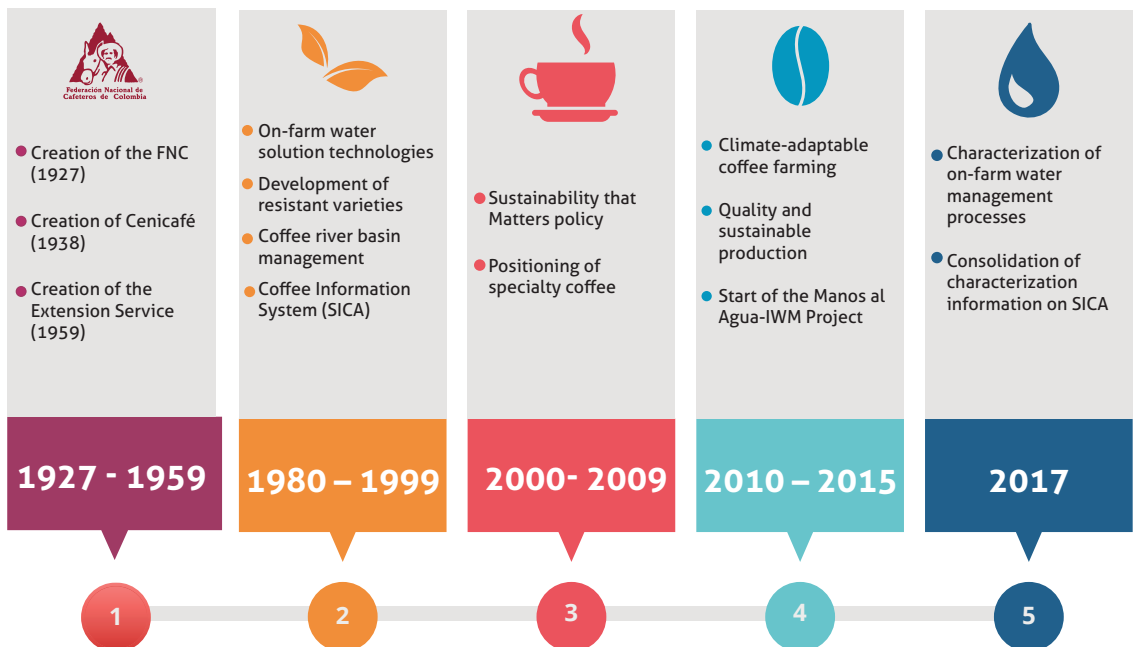 Federación Nacional de
Cafeteros de Colombia
Creation of the FNC
(1927)
Creation of Cenicafé
(1938)
Creation of the
Extension Service
(1959)
1927 - 1959
1
On-farm water
solution technologies
Development of
resistant varieties
Coffee river basin
management
Coffee Information
System (SICA)
1980 – 1999
2
Sustainability that
Matters policy
Positioning of
specialty coffee
2000- 2009
3
Climate-adaptable
coffee farming
Quality and
sustainable
production
Start of the Manos al
Agua-IWM Project
2010 – 2015
4
Characterization of
on-farm water
management
processes
Consolidation of
characterization
information on SICA
2017
5